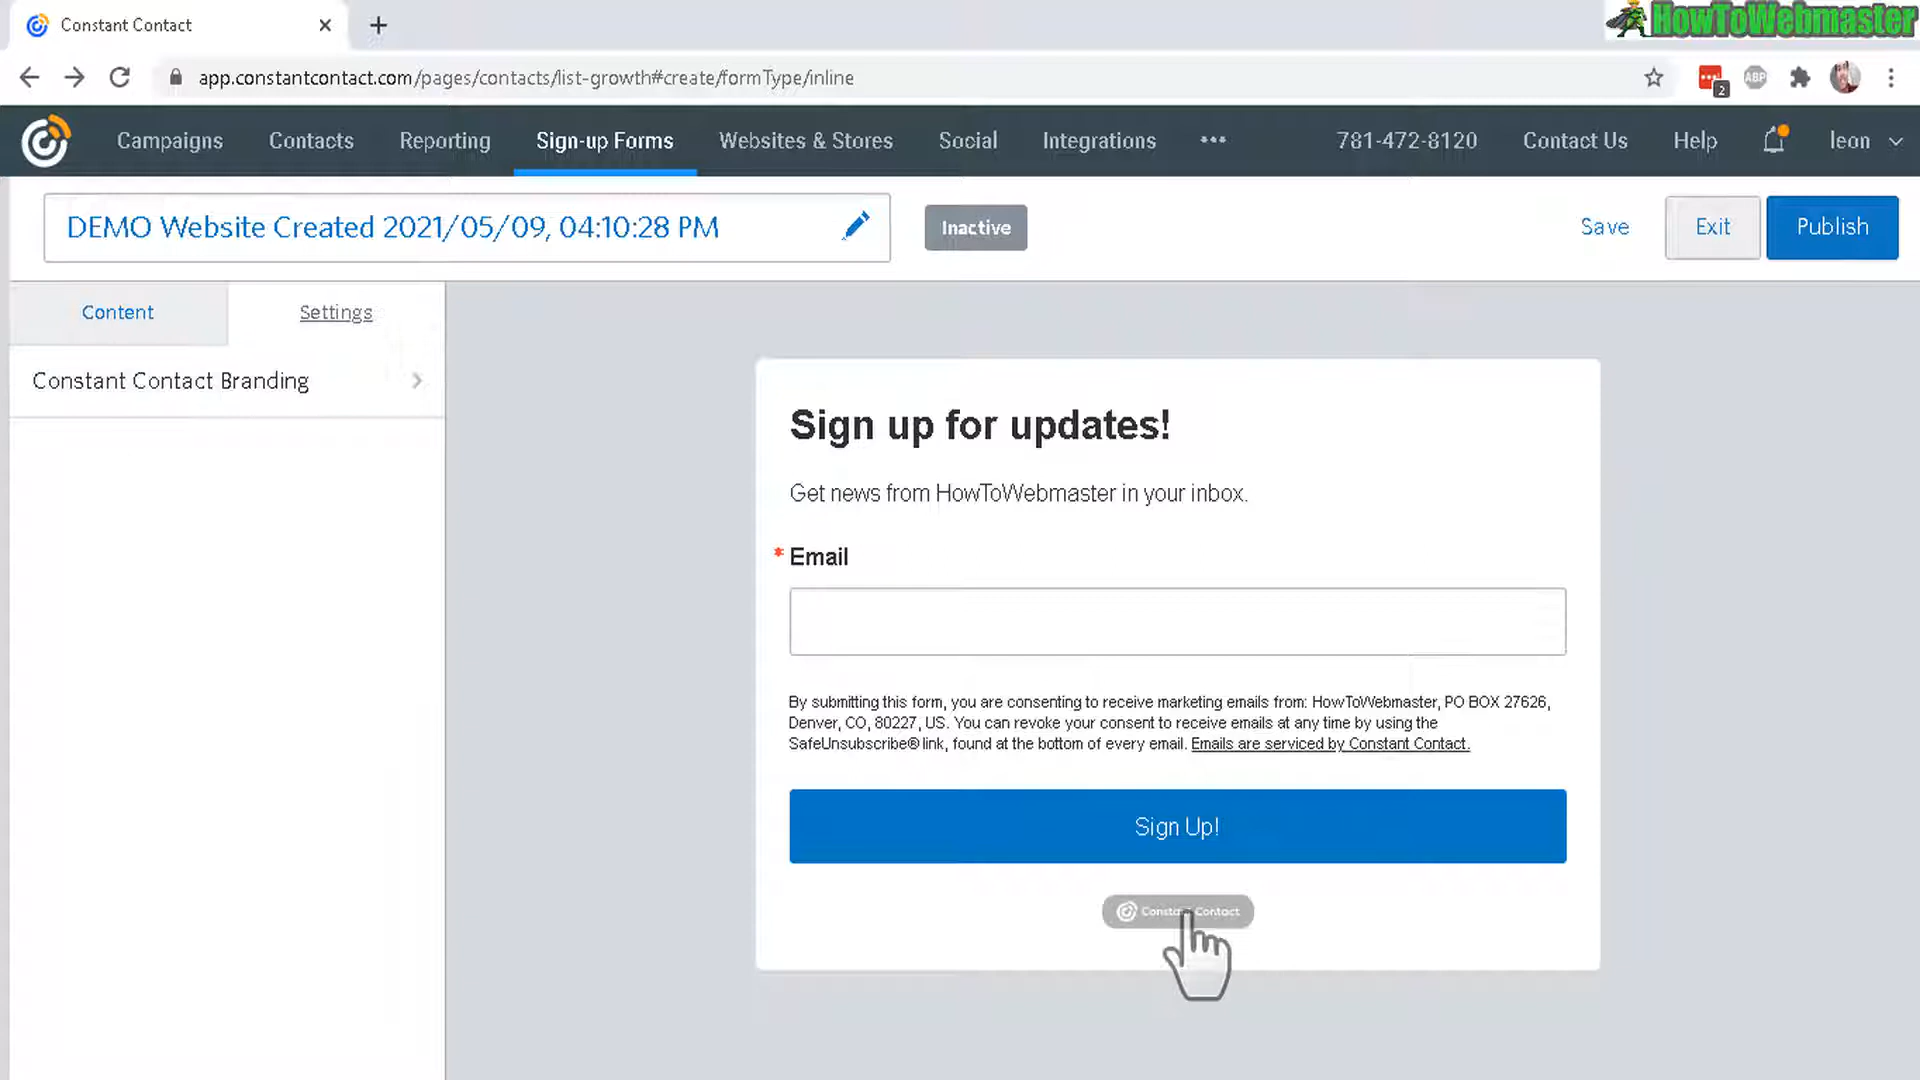 Constant Contact
HowToWebmaster
app.constantcontact.com/pages/contacts/list-growth#create/formType/inline
ABP
2
Campaigns Contacts Reporting Sign-up Forms Websites & Stores Social Integrations ••• 781-472-8120 Contact Us Help leon
DEMO Website Created 2021/05/09, 04:10:28 PM
Inactive
Save Exit Publish
Content Settings
Constant Contact Branding
Sign up for updates!
Get news from HowToWebmaster in your inbox.
* Email
By submitting this form, you are consenting to receive marketing emails from: HowToWebmaster, PO BOX 27626,
Denver, CO, 80227, US. You can revoke your consent to receive emails at any time by using the
SafeUnsubscribe® link, found at the bottom of every email. Emails are serviced by Constant Contact.
Sign Up!
Constant Contact